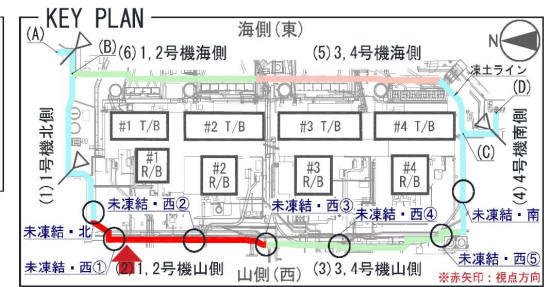 KEY PLAN
海側(東)
N
(A)
(B)
(6)1,2号機海側
(5)3,4号機海側
凍土ライン
(D)
#1 T/B
#2 T/B
#3 T/B
#4 T/B
(1)1号機北側
#1
R/B
#2
R/B
#3
R/B
#4
R/B
(C)
(4)4号機南側
未凍結・西②
未凍結・西③
未凍結・西④
未凍結・北
未凍結・南
未凍結・西①
(2)1,2号機山側
山側(西)
(3)3,4号機山側
未凍結・西⑤
※赤矢印:視点方向